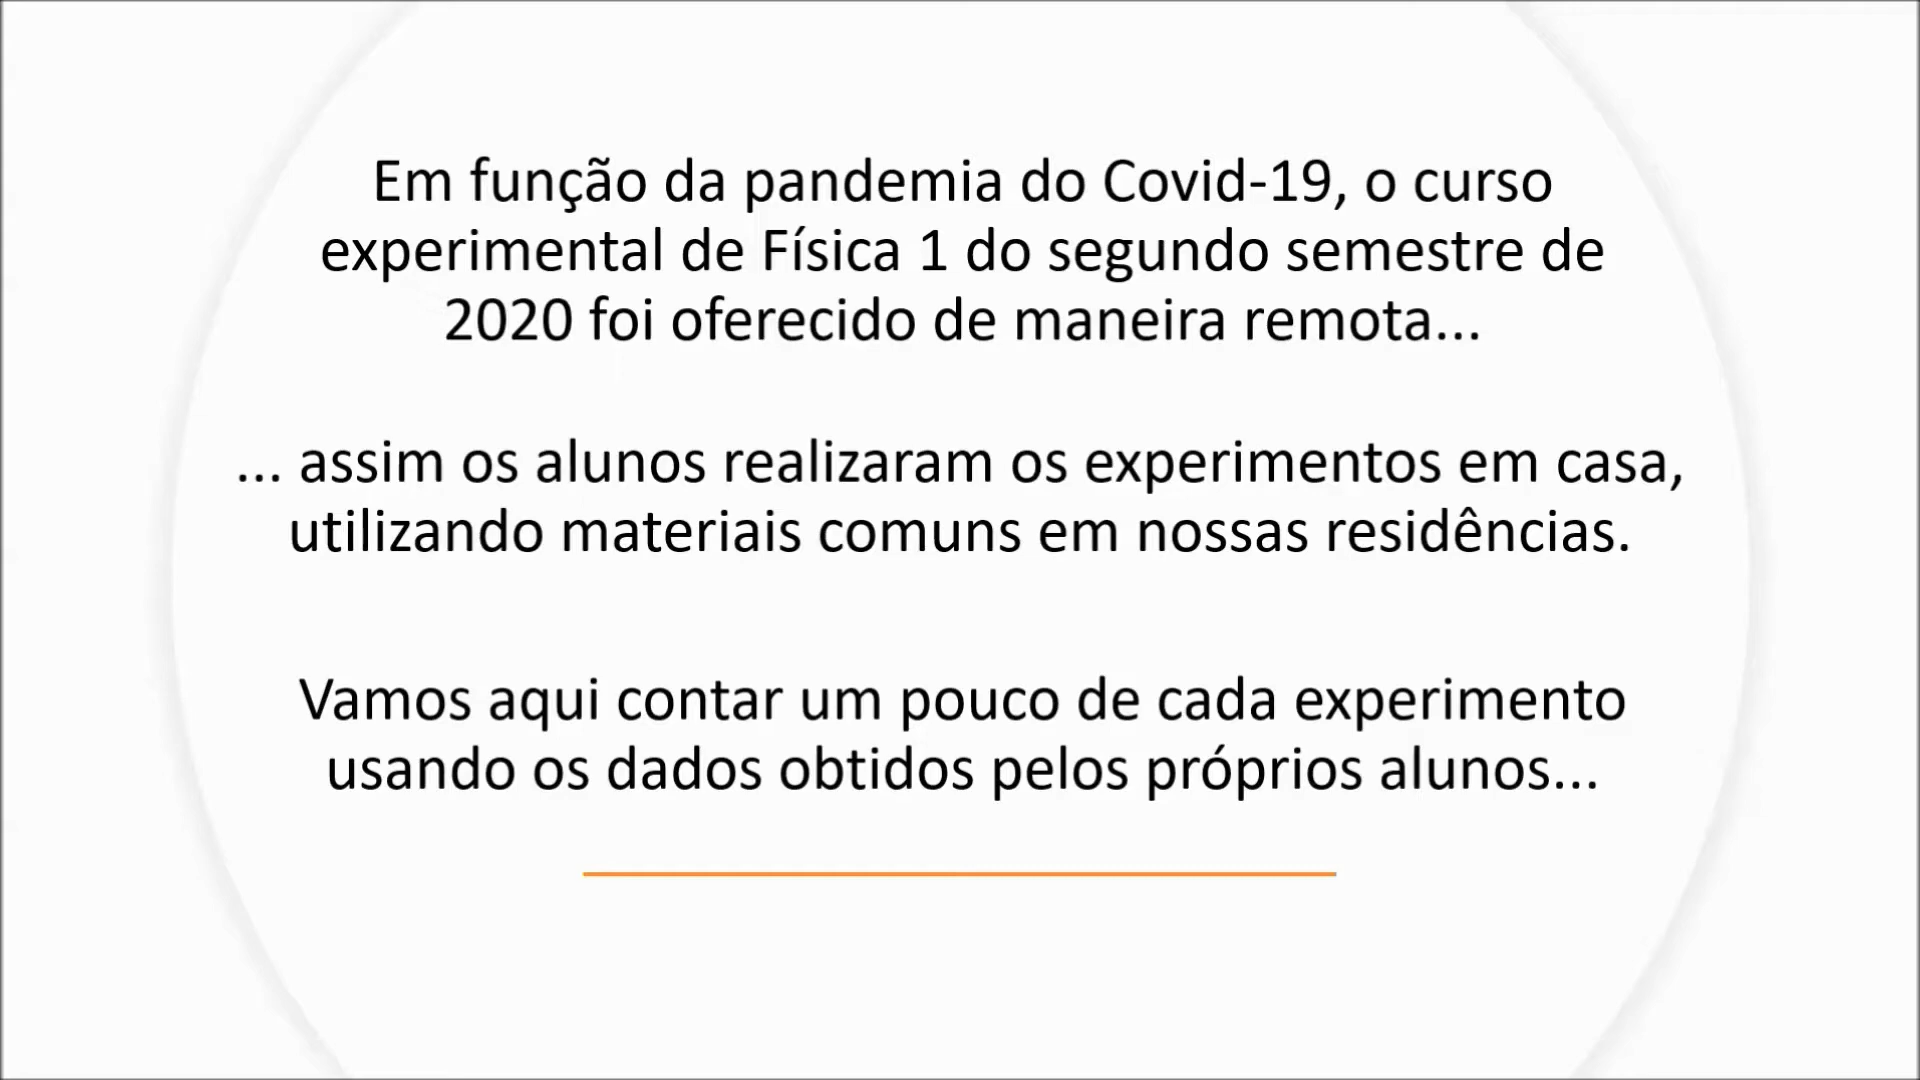 Em função da pandemia do Covid-19, o curso
experimental de Física 1 do segundo semestre de
2020 foi oferecido de maneira remota...
... assim os alunos realizaram os experimentos em casa,
utilizando materiais comuns em nossas residências.
Vamos aqui contar um pouco de cada experimento
usando os dados obtidos pelos próprios alunos...